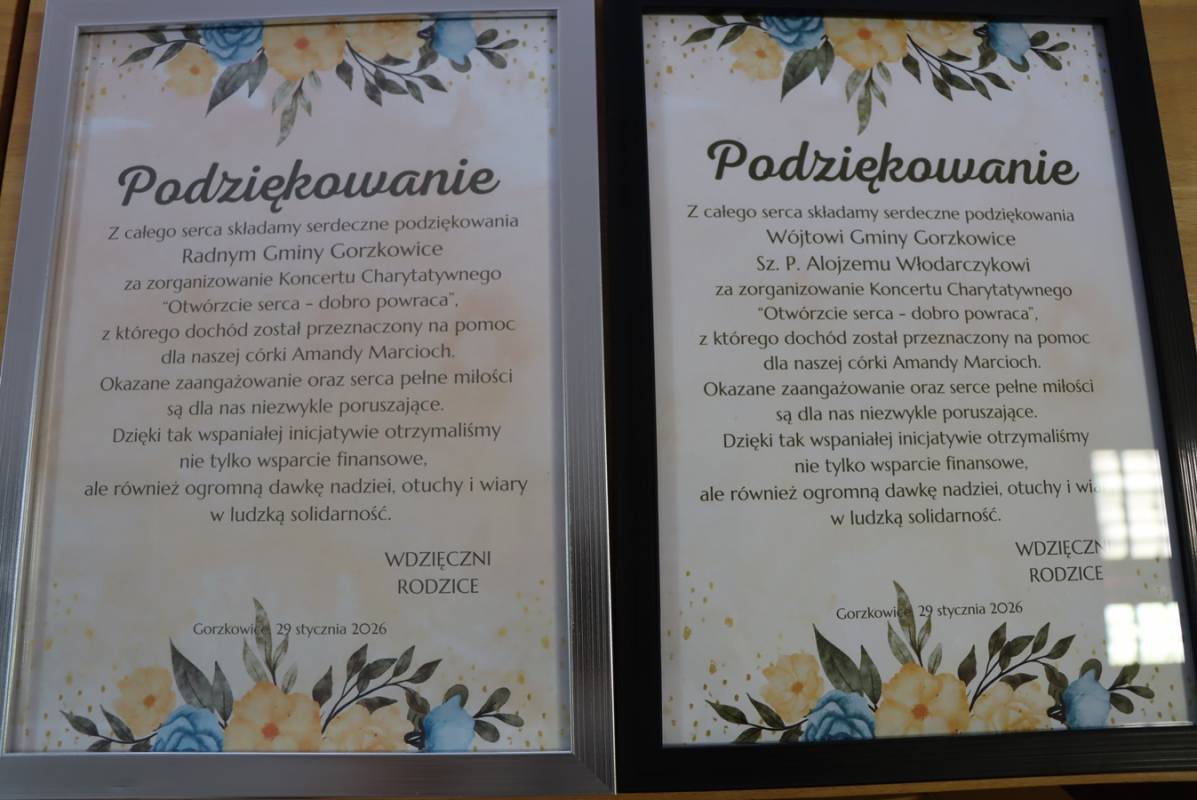 Podziękowanie
Z całego serca składamy serdeczne podziękowania
Radnym Gminy Gorzkowice
za zorganizowanie Koncertu Charytatywnego
“Otwórzcie serca - dobro powraca”,
z którego dochód został przeznaczony na pomoc
dla naszej córki Amandy Marcioch.
Okazane zaangażowanie oraz serca pełne miłości
są dla nas niezwykle poruszające.
Dzięki tak wspaniałej inicjatywie otrzymaliśmy
nie tylko wsparcie finansowe,
ale również ogromną dawkę nadziei, otuchy i wiary
w ludzką solidarność.
WDZIĘCZNI
RODZICE
Gorzkowice, 29 stycznia 2026
Podziękowanie
Z całego serca składamy serdeczne podziękowania
Wójtowi Gminy Gorzkowice
Sz. P. Alojzemu Włodarczykowi
za zorganizowanie Koncertu Charytatywnego
“Otwórzcie serca - dobro powraca”,
z którego dochód został przeznaczony na pomoc
dla naszej córki Amandy Marcioch.
Okazane zaangażowanie oraz serce pełne miłości
są dla nas niezwykle poruszające.
Dzięki tak wspaniałej inicjatywie otrzymaliśmy
nie tylko wsparcie finansowe,
ale również ogromną dawkę nadziei, otuchy i
w ludzką solidarność.
RODZICE
Gorzkowice 29 stycznia 2026